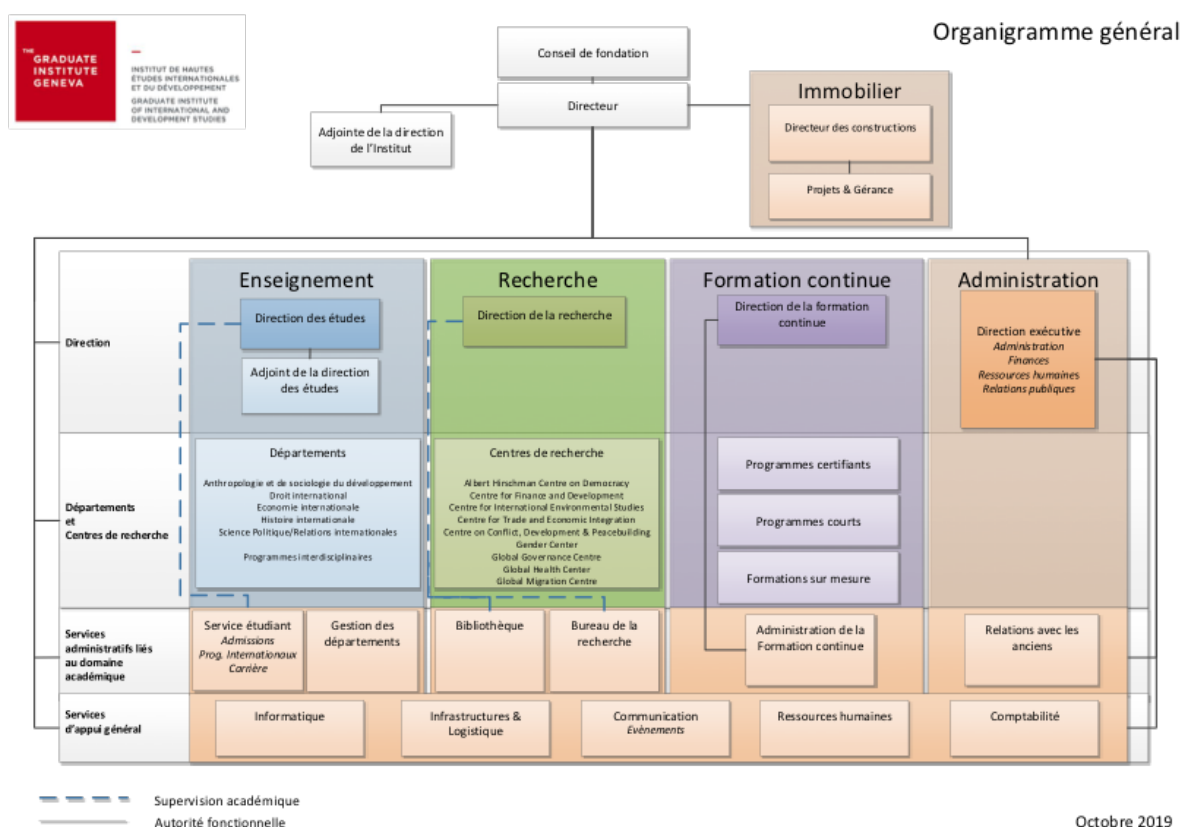 THE
GRADUATE
INSTITUTE
GENEVA
INSTITUT DE HAUTES
ÉTUDES INTERNATIONALES
ET DU DÉVELOPPEMENT
GRADUATE INSTITUTE
OF INTERNATIONAL AND
DEVELOPMENT STUDIES
Organigramme général
Conseil de fondation
Directeur
Adjointe de la direction
de l'Institut
Immobilier
Directeur des constructions
Projets & Gérance
Enseignement
Recherche
Formation continue
Administration
Direction
Direction des études
Adjoint de la direction
des études
Direction de la recherche
Direction de la formation
continue
Direction exécutive
Administration
Finances
Ressources humaines
Relations publiques
Départements
et
Centres de recherche
Départements
Anthropologie et de sociologie du développement
Droit international
Economie internationale
Histoire internationale
Science Politique/Relations internationales
Programmes interdisciplinaires
Centres de recherche
Albert Hirschman Centre on Democracy
Centre for Finance and Development
Centre for International Environmental Studies
Centre for Trade and Economic Integration
Centre on Conflict, Development & Peacebuilding
Gender Center
Global Governance Centre
Global Health Center
Global Migration Centre
Programmes certifiants
Programmes courts
Formations sur mesure
Services
administratifs liés
au domaine
académique
Service étudiant
Admissions
Prog. Internationaux
Carrière
Gestion des
départements
Bibliothèque
Bureau de la
recherche
Administration de la
Formation continue
Relations avec les
anciens
Services
d'appui général
Informatique
Infrastructures &
Logistique
Communication
Evènements
Ressources humaines
Comptabilité
Supervision académique
Autorité fonctionnelle
Octobre 2019